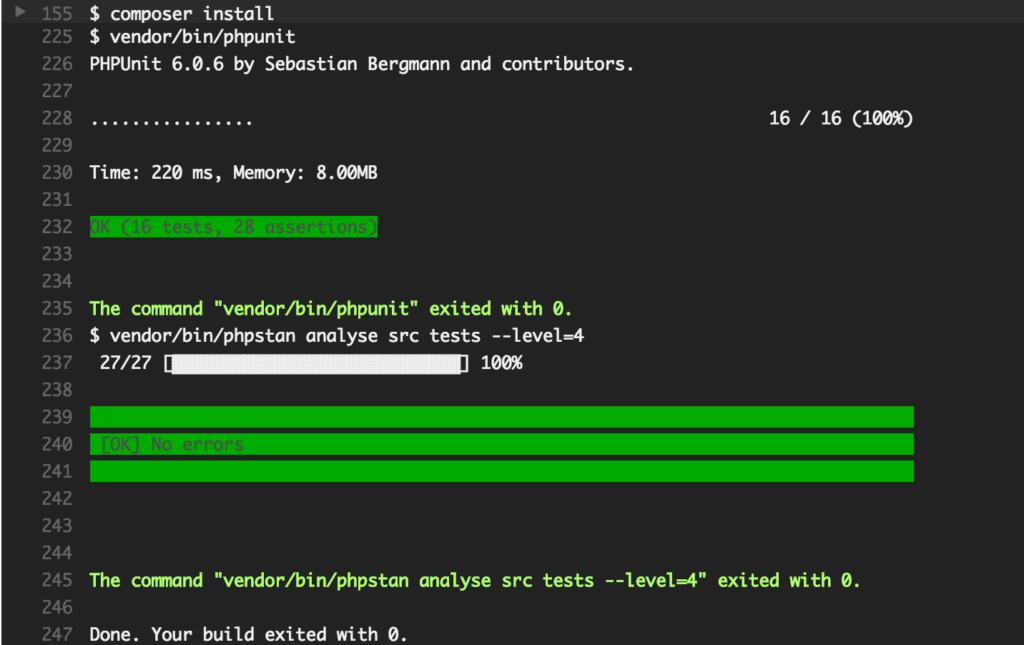 155 $ composer install
225 $ vendor/bin/phpunit
226 PHPUnit 6.0.6 by Sebastian Bergmann and contributors.
227
228 ................ 16 / 16 (100%)
229
230 Time: 220 ms, Memory: 8.00MB
231
232 OK (16 tests, 28 assertions)
233
234
235 The command "vendor/bin/phpunit" exited with 0.
236 $ vendor/bin/phpstan analyse src tests --level=4
237 27/27 [▓▓▓▓▓▓▓▓▓▓▓▓▓▓▓▓▓▓▓▓▓▓▓▓▓▓▓▓] 100%
238
239
240 [OK] No errors
241
242
243
244
245 The command "vendor/bin/phpstan analyse src tests --level=4" exited with 0.
246
247 Done. Your build exited with 0.